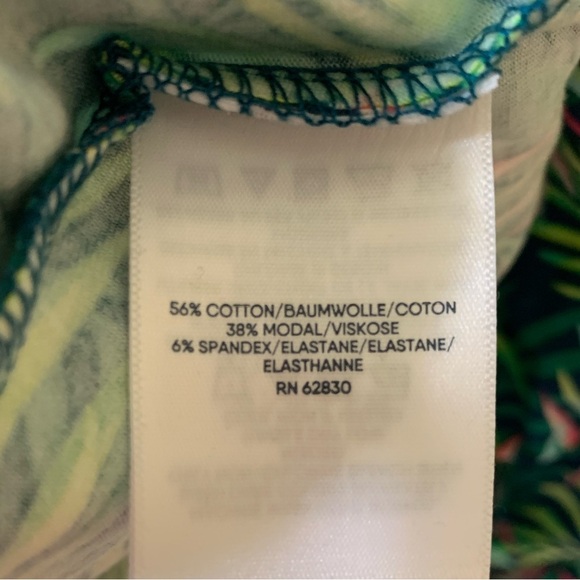 56% COTTON/BAUMWOLLE/COTON
38% MODAL/VISKOSE
6% SPANDEX/ELASTANE/ELASTANE/
ELASTHANNE
RN 62830